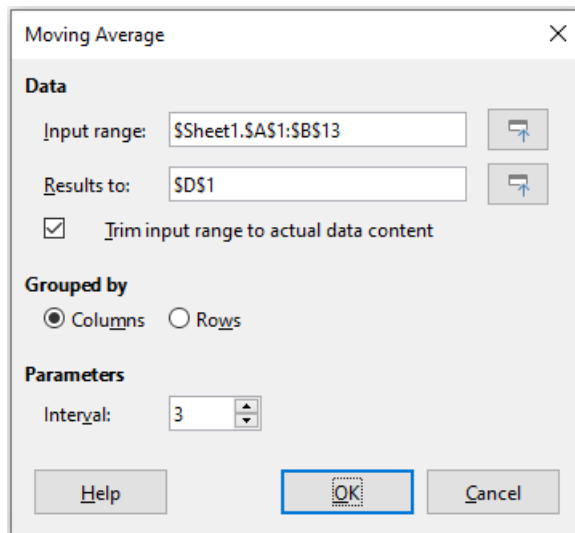 Moving Average
Data
Input range: $Sheet1.$A$1:$B$13
Results to: $D$1
Trim input range to actual data content
Grouped by
Columns Rows
Parameters
Interval: 3
Help OK Cancel